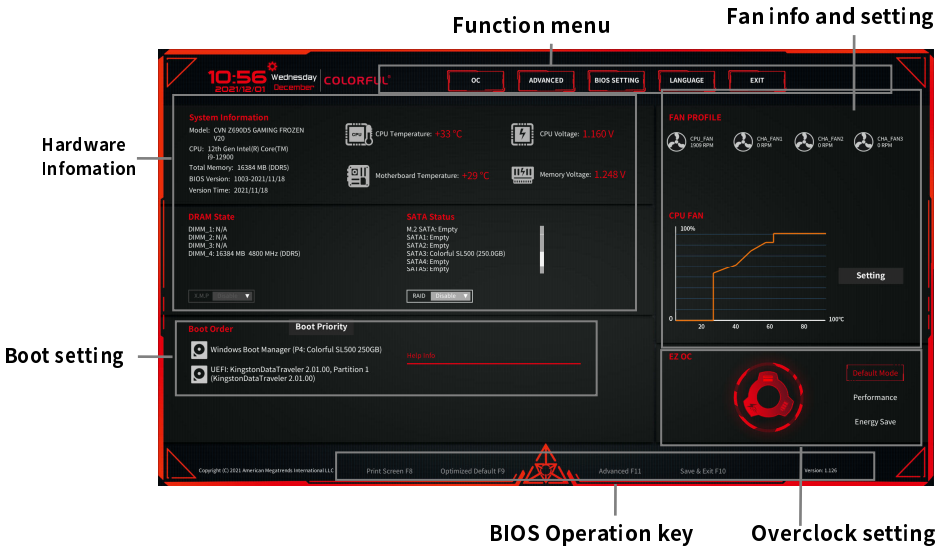 Function menu
Fan info and setting
10:56
2021/12/01
Wednesday
December
COLORFUL
OC
ADVANCED
BIOS SETTING
LANGUAGE
EXIT
Hardware
Infomation
System Information
Model: CVN Z690D5 GAMING FROZEN
V20
CPU: 12th Gen Intel(R) Core(TM)
i9-12900
Total Memory: 16384 MB (DDR5)
BIOS Version: 1003-2021/11/18
Version Time: 2021/11/18
CPU
CPU Temperature: +33 °C
CPU Voltage: 1.160 V
Motherboard Temperature: +29 °C
Memory Voltage: 1.248 V
FAN PROFILE
CPU_FAN
1900 RPM
CHA_FAN1
0 RPM
CHA_FAN2
0 RPM
CHA_FAN3
0 RPM
DRAM State
DIMM_1: N/A
DIMM_2: N/A
DIMM_3: N/A
DIMM_4: 16384 MB 4800 MHz (DDR5)
SATA Status
M.2 SATA: Empty
SATA1: Empty
SATA2: Empty
SATA3: Colorful SL500 (250.0GB)
SATA4: Empty
SATA5: Empty
X.M.P Disable
RAID Disable
CPU FAN
100%
0
20
40
60
80
100℃
Setting
Boot setting
Boot Order
Boot Priority
Windows Boot Manager (P4: Colorful SL500 250GB)
UEFI: KingstonDataTraveler 2.01.00, Partition 1
(KingstonDataTraveler 2.01.00)
Help Info
EZ OC
Default Mode
Performance
Energy Save
Copyright (C) 2021 American Megatrends International LLC
Print Screen F8
Optimized Default F9
Advanced F11
Save & Exit F10
Version: 1.126
BIOS Operation key
Overclock setting